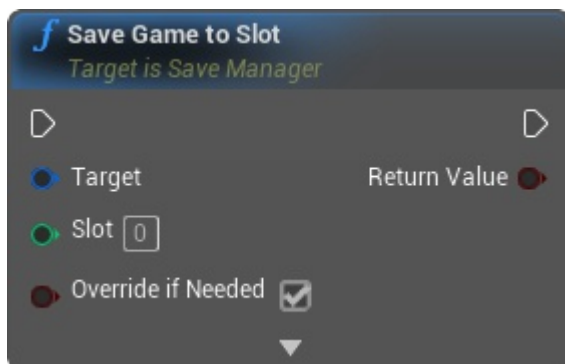 f Save Game to Slot
Target is Save Manager
Target Return Value
Slot 0
Override if Needed